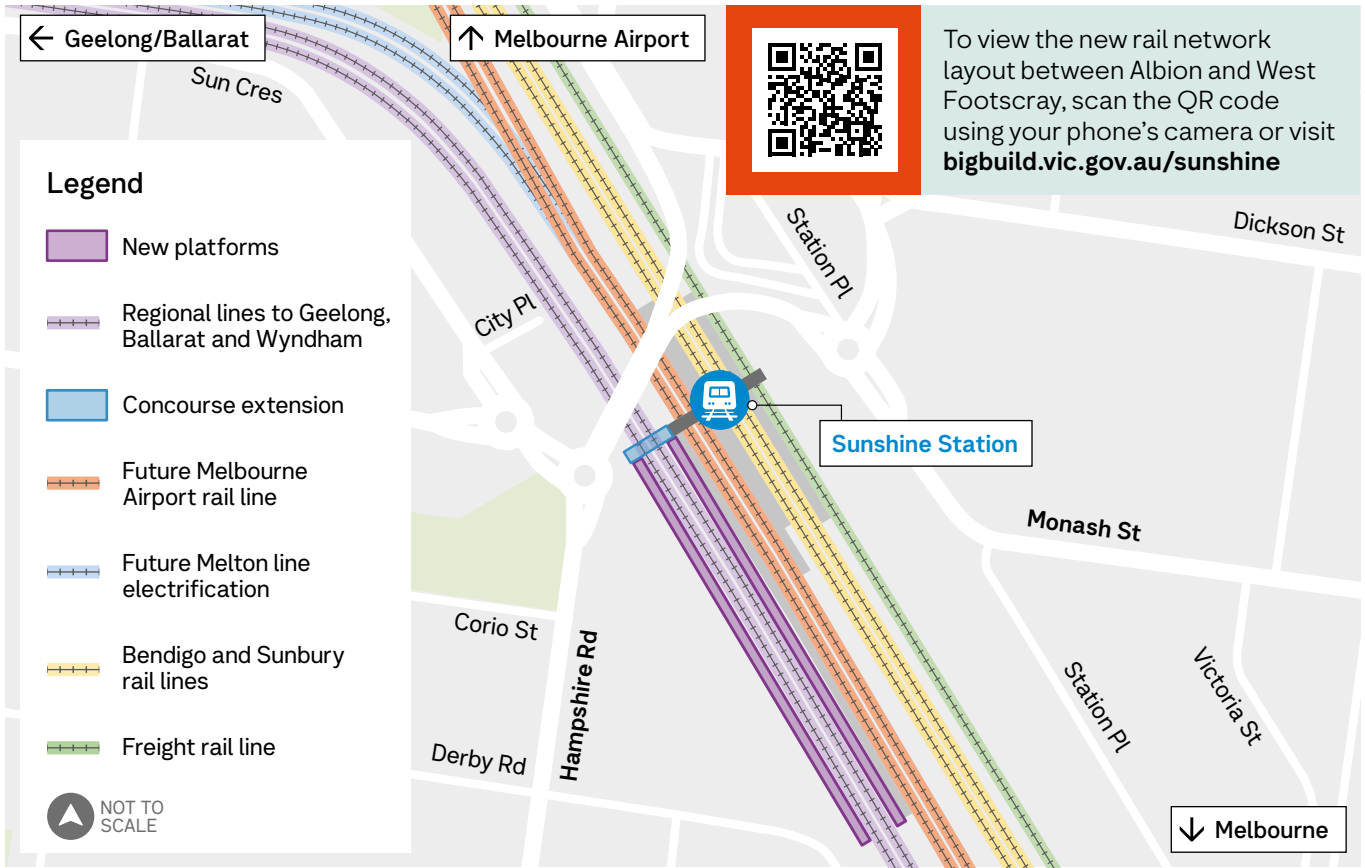 ← Geelong/Ballarat
↑ Melbourne Airport
To view the new rail network
layout between Albion and West
Footscray, scan the QR code
using your phone's camera or visit
bigbuild.vic.gov.au/sunshine
Sun Cres
Legend
New platforms
Regional lines to Geelong,
Ballarat and Wyndham
Concourse extension
Future Melbourne
Airport rail line
Future Melton line
electrification
Bendigo and Sunbury
rail lines
Freight rail line
NOT TO
SCALE
Dickson St
Station Pl
City Pl
Sunshine Station
Monash St
Corio St
Hampshire Rd
Derby Rd
Station Pl
Victoria St
↓ Melbourne